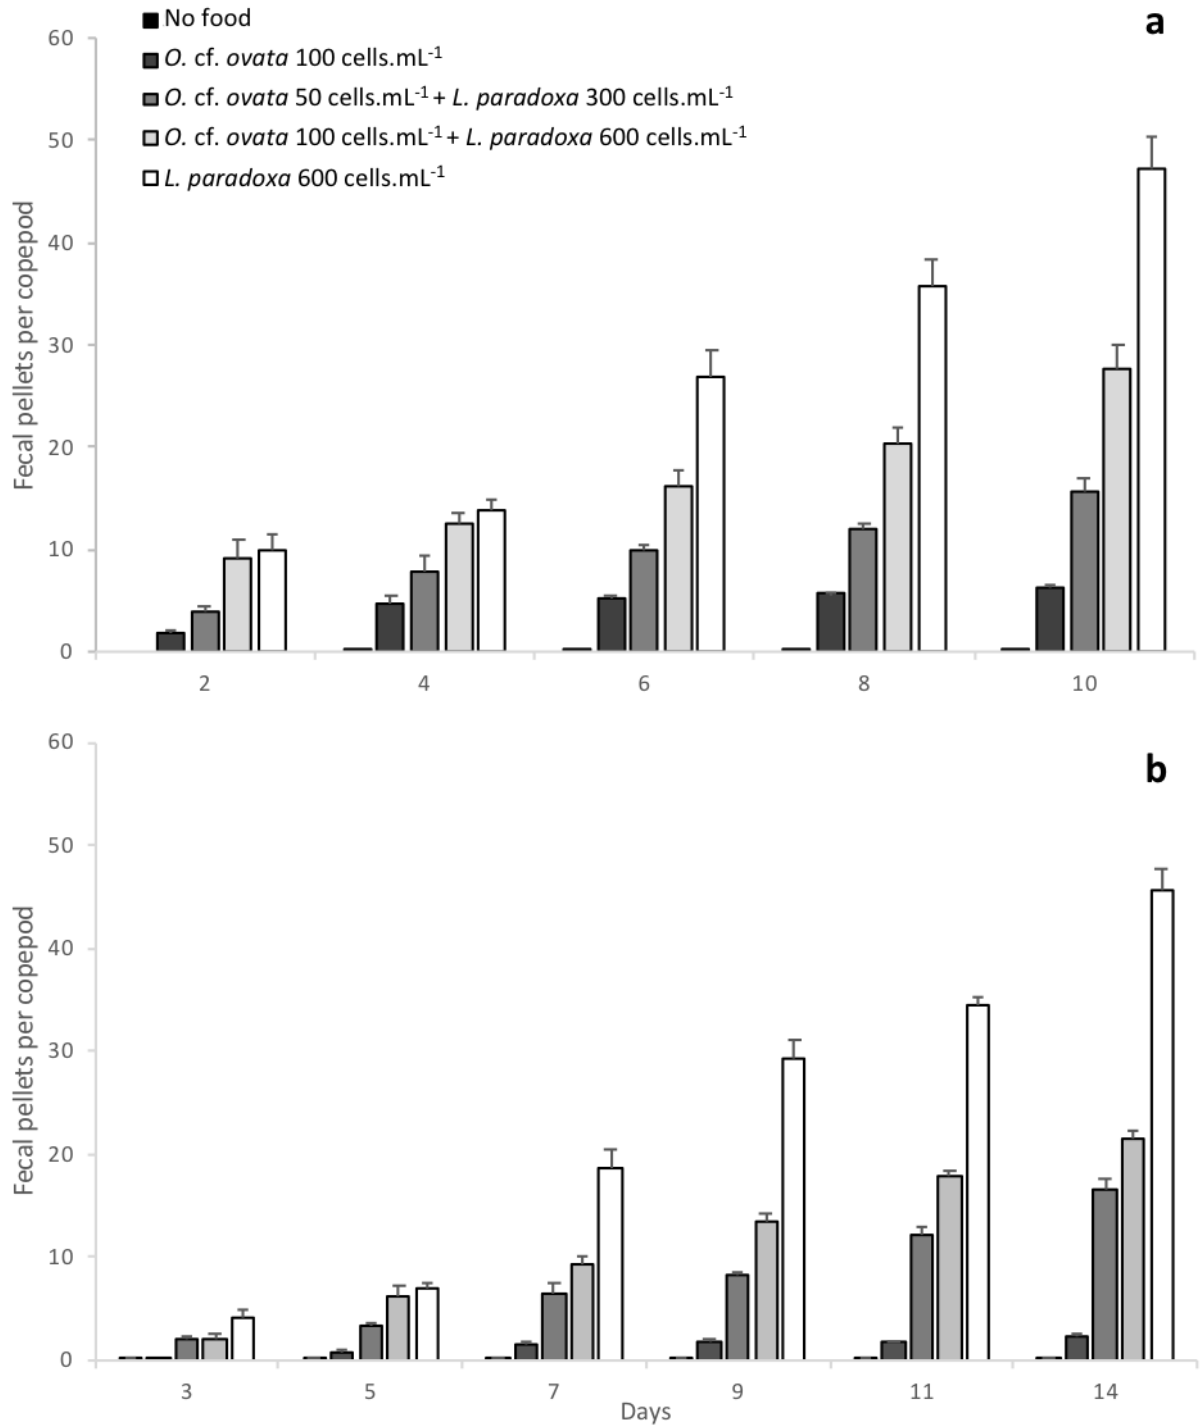 No food
a
O. cf. ovata 100 cells.mL⁻¹
O. cf. ovata 50 cells.mL⁻¹ + L. paradoxa 300 cells.mL⁻¹
O. cf. ovata 100 cells.mL⁻¹ + L. paradoxa 600 cells.mL⁻¹
L. paradoxa 600 cells.mL⁻¹
Fecal pellets per copepod
60
50
40
30
20
10
0
2 4 6 8 10
b
Fecal pellets per copepod
60
50
40
30
20
10
0
3 5 7 9 11 14
Days